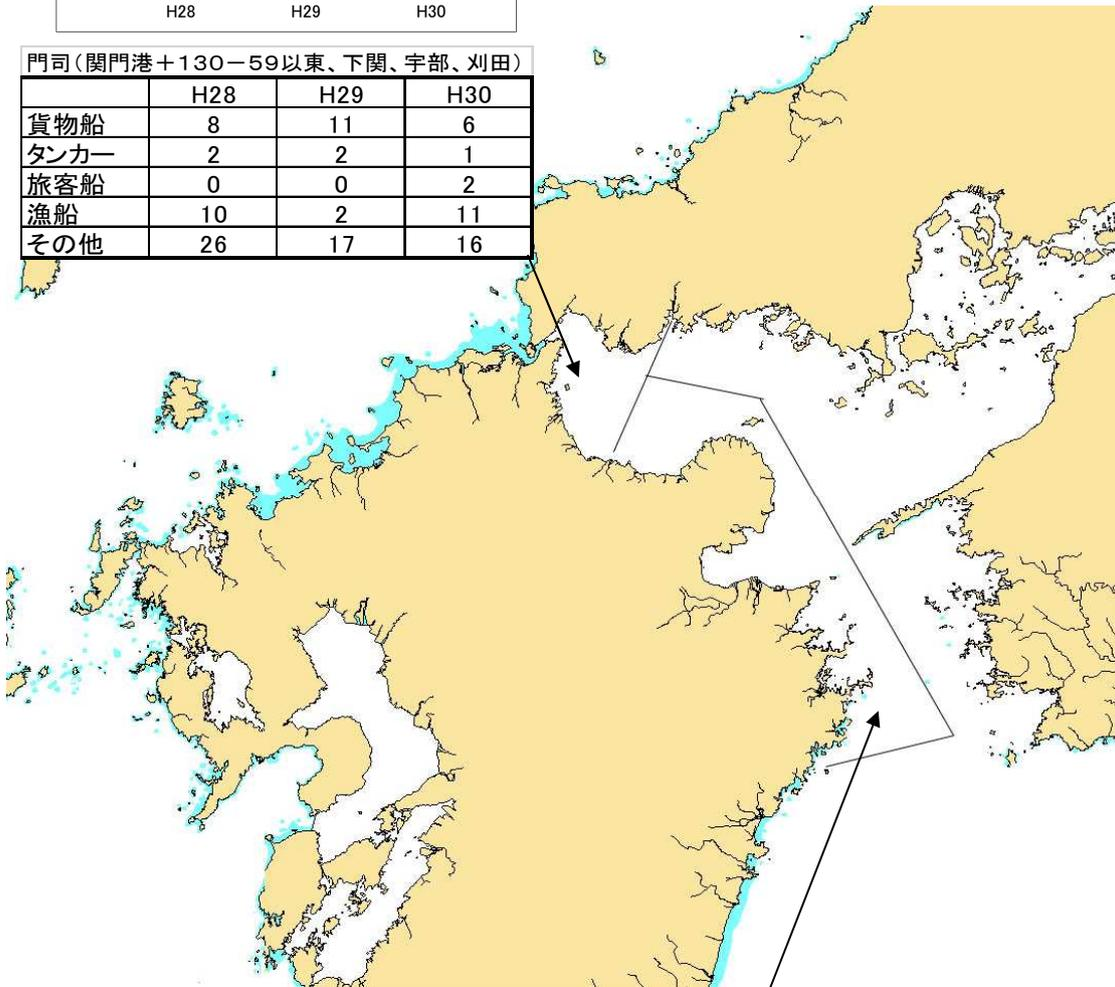 H28 H29 H30
門司(関門港+130-59以東、下関、宇部、刈田)
H28 H29 H30
貨物船 8 11 6
タンカー 2 2 1
旅客船 0 0 2
漁船 10 2 11
その他 26 17 16